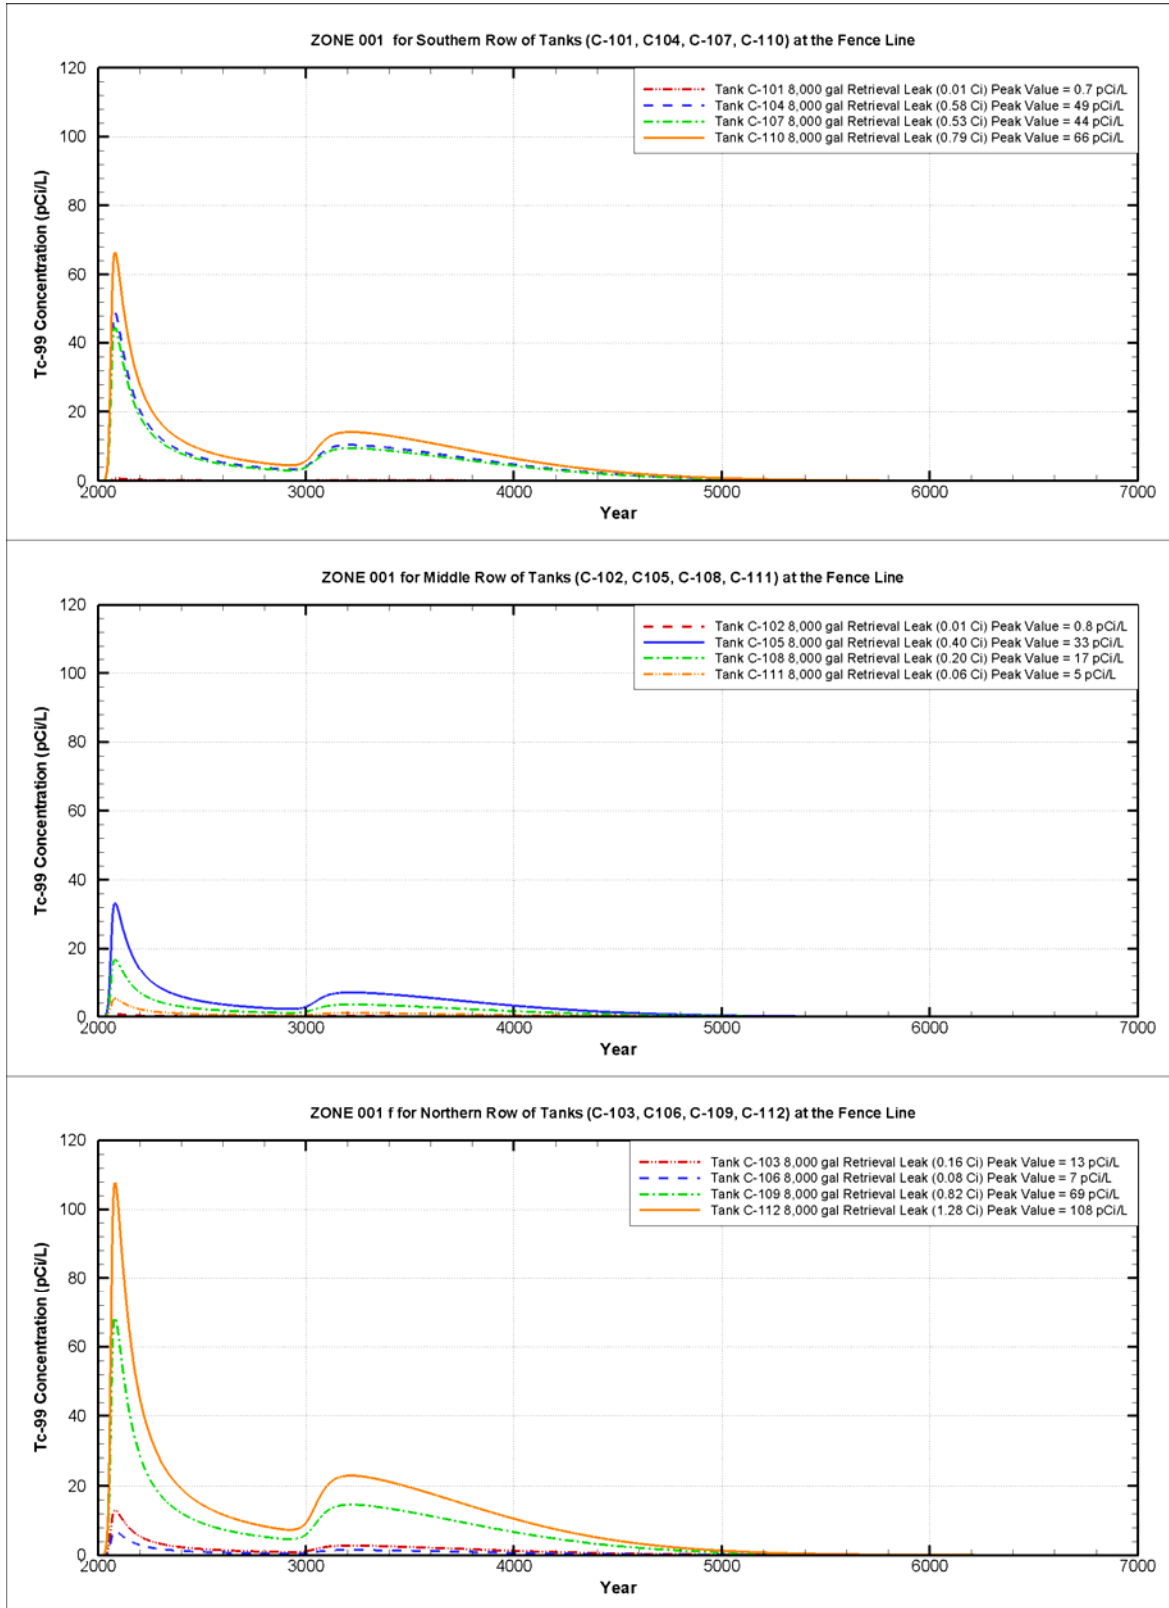 ZONE 001 for Southern Row of Tanks (C-101, C104, C-107, C-110) at the Fence Line
120
100
80
60
40
20
0
Tc-99 Concentration (pCi/L)
Tank C-101 8,000 gal Retrieval Leak (0.01 Ci) Peak Value = 0.7 pCi/L
Tank C-104 8,000 gal Retrieval Leak (0.58 Ci) Peak Value = 49 pCi/L
Tank C-107 8,000 gal Retrieval Leak (0.53 Ci) Peak Value = 44 pCi/L
Tank C-110 8,000 gal Retrieval Leak (0.79 Ci) Peak Value = 66 pCi/L
2000 3000 4000 5000 6000 7000
Year
ZONE 001 for Middle Row of Tanks (C-102, C105, C-108, C-111) at the Fence Line
120
100
80
60
40
20
0
Tc-99 Concentration (pCi/L)
Tank C-102 8,000 gal Retrieval Leak (0.01 Ci) Peak Value = 0.8 pCi/L
Tank C-105 8,000 gal Retrieval Leak (0.40 Ci) Peak Value = 33 pCi/L
Tank C-108 8,000 gal Retrieval Leak (0.20 Ci) Peak Value = 17 pCi/L
Tank C-111 8,000 gal Retrieval Leak (0.06 Ci) Peak Value = 5 pCi/L
2000 3000 4000 5000 6000 7000
Year
ZONE 001 f for Northern Row of Tanks (C-103, C106, C-109, C-112) at the Fence Line
120
100
80
60
40
20
0
Tc-99 Concentration (pCi/L)
Tank C-103 8,000 gal Retrieval Leak (0.16 Ci) Peak Value = 13 pCi/L
Tank C-106 8,000 gal Retrieval Leak (0.08 Ci) Peak Value = 7 pCi/L
Tank C-109 8,000 gal Retrieval Leak (0.82 Ci) Peak Value = 69 pCi/L
Tank C-112 8,000 gal Retrieval Leak (1.28 Ci) Peak Value = 108 pCi/L
2000 3000 4000 5000 6000 7000
Year